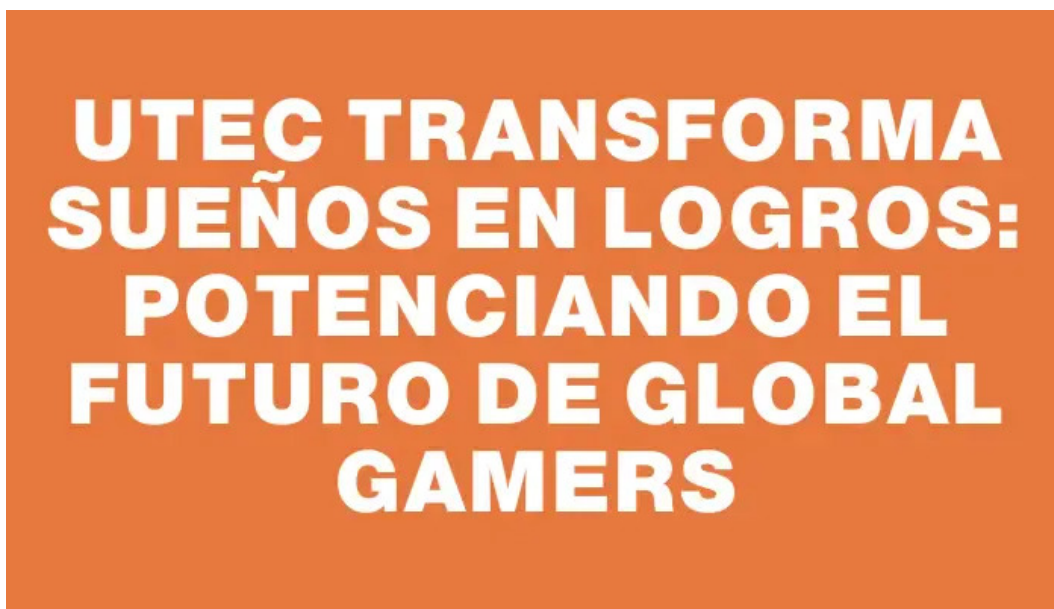 UTEC TRANSFORMA
SUEÑOS EN LOGROS:
POTENCIANDO EL
FUTURO DE GLOBAL
GAMERS